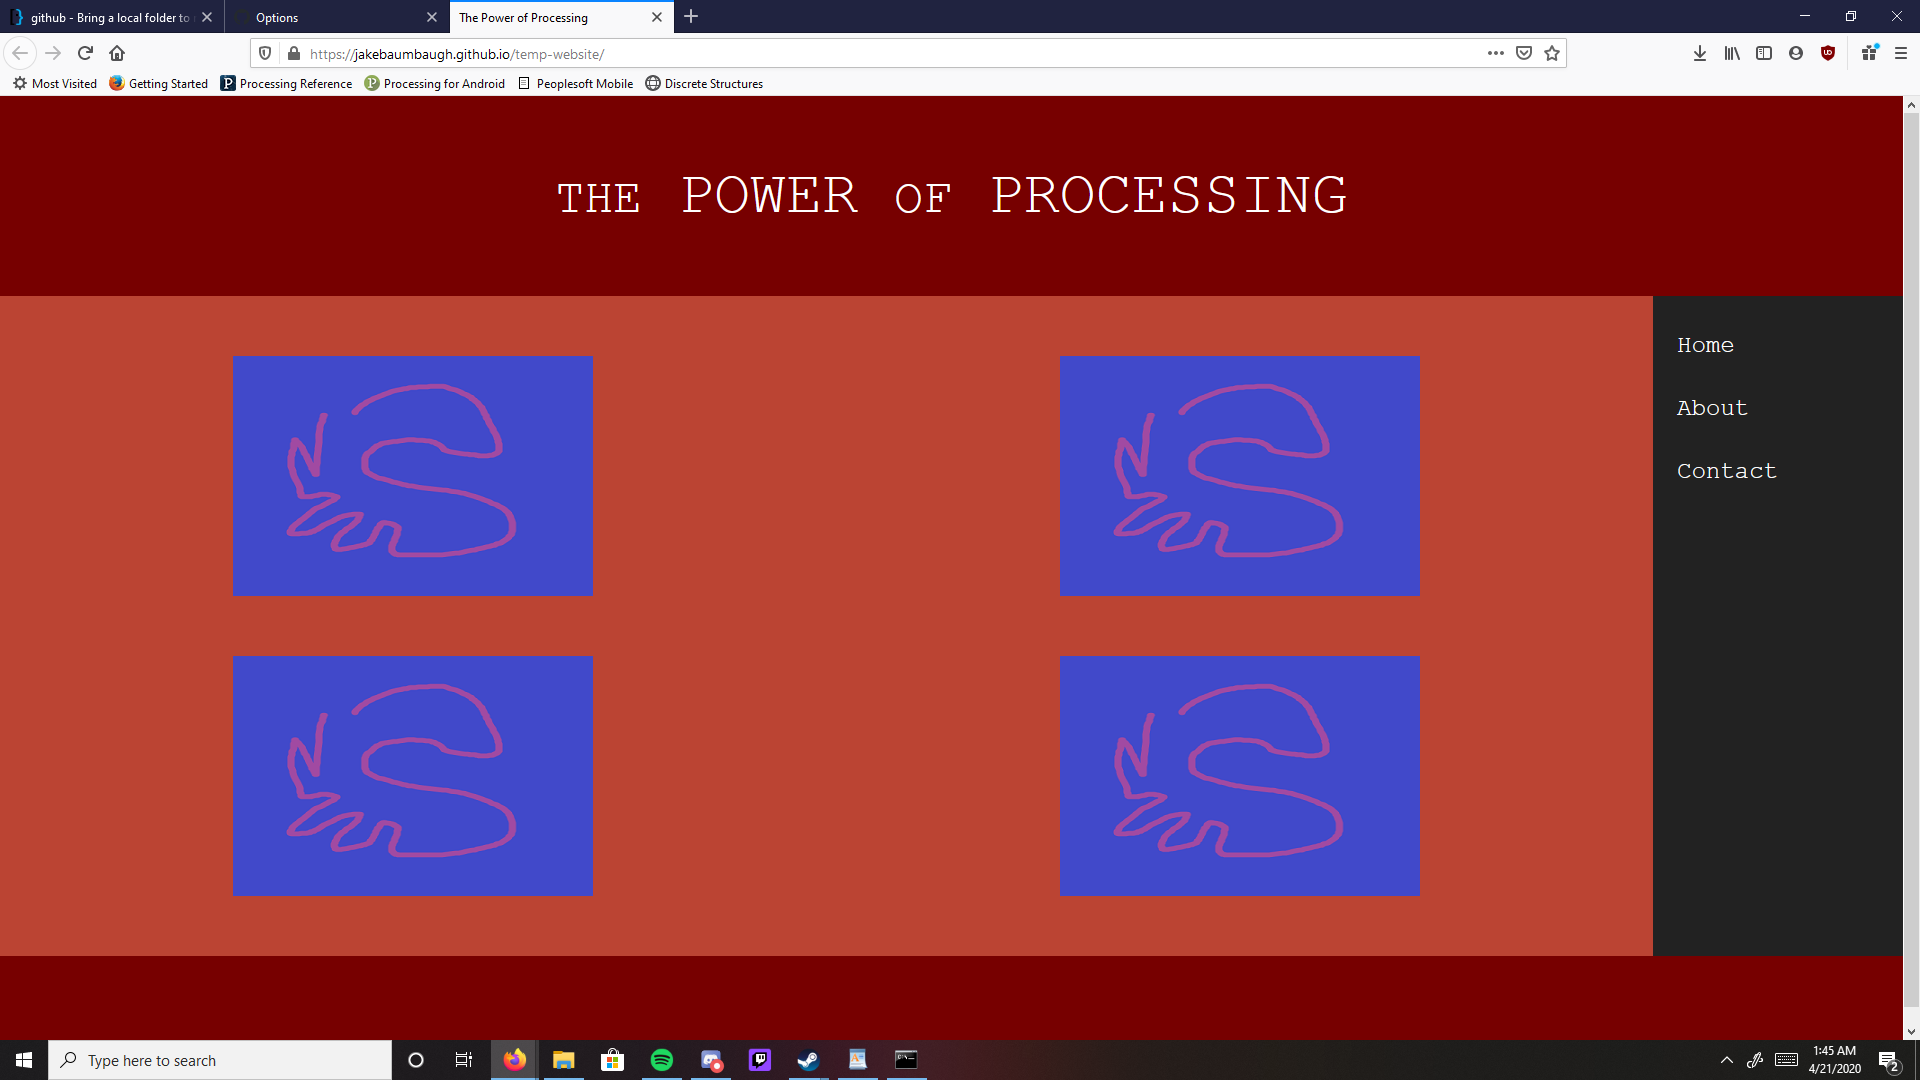 github - Bring a local folder to
Options
The Power of Processing
https://jakebaumbaugh.github.io/temp-website/
Most Visited
Getting Started
Processing Reference
Processing for Android
Peoplesoft Mobile
Discrete Structures
THE POWER OF PROCESSING
Home
About
Contact
Type here to search
1:45 AM
4/21/2020
2